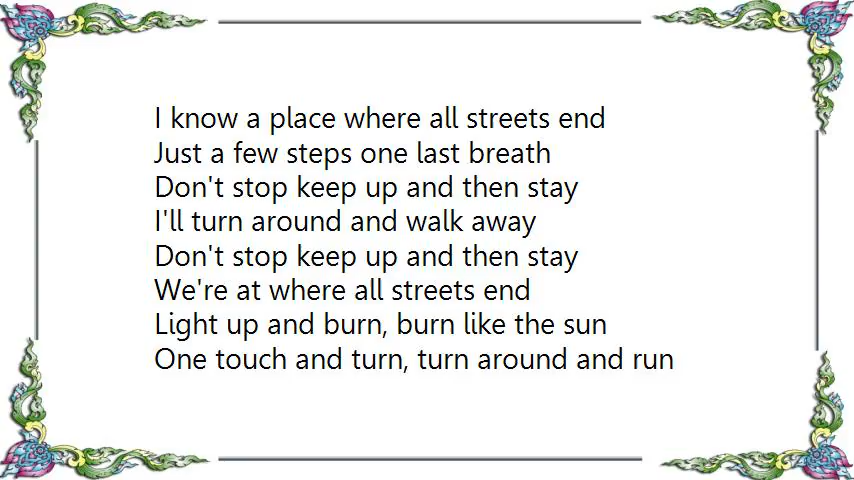 I know a place where all streets end
Just a few steps one last breath
Don't stop keep up and then stay
I'll turn around and walk away
Don't stop keep up and then stay
We're at where all streets end
Light up and burn, burn like the sun
One touch and turn, turn around and run